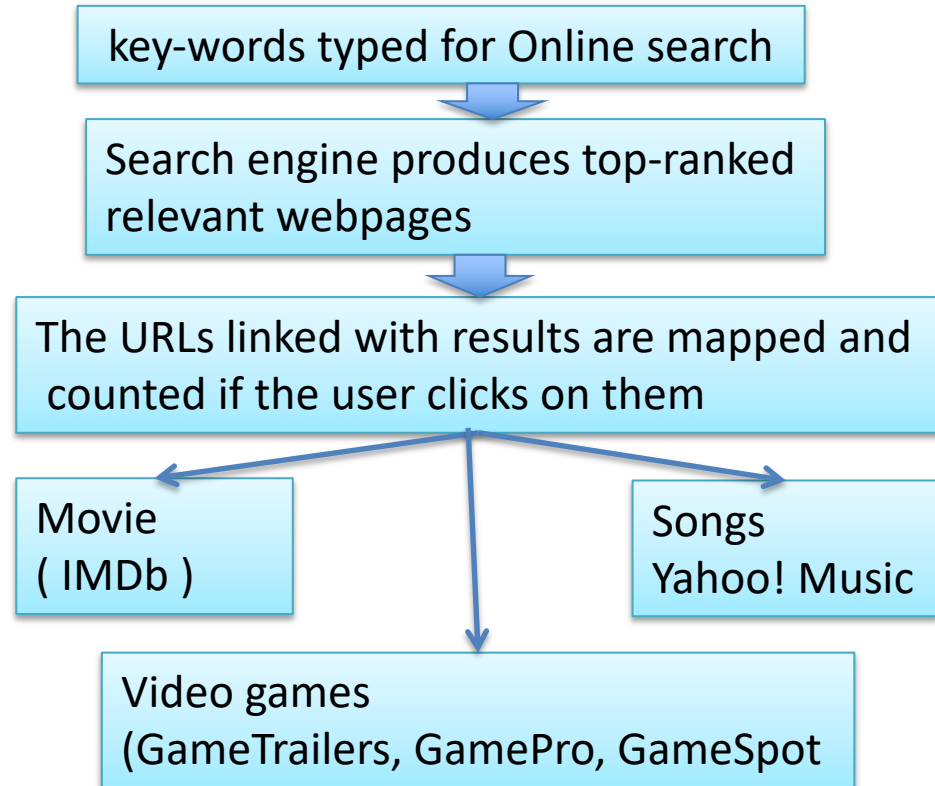 key-words typed for Online search
Search engine produces top-ranked
relevant webpages
The URLs linked with results are mapped and
counted if the user clicks on them
Movie
( IMDb )
Songs
Yahoo! Music
Video games
(GameTrailers, GamePro, GameSpot